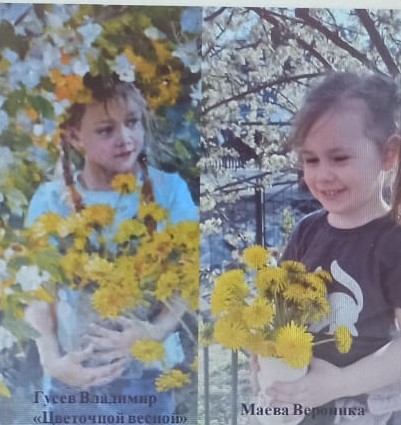 Гусев Владимир
«Цветочной весной»
Маева Вероника